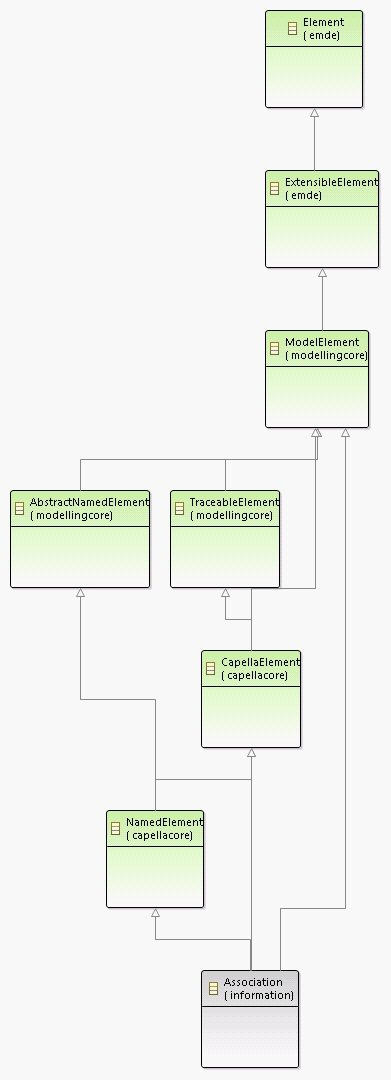 Element
( emde)
ExtensibleElement
( emde)
ModelElement
( modellingcore)
AbstractNamedElement
( modellingcore)
TraceableElement
( modellingcore)
CapellaElement
( capellacore)
NamedElement
( capellacore)
Association
( information)